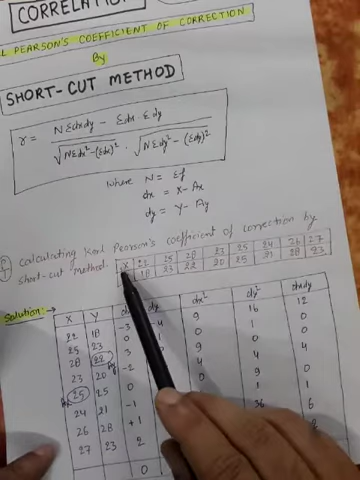 CORRELATION
L PEARSON'S COEFFICIENT OF CORRECTION
By
SHORT-CUT METHOD
r = NΣdxdy - Σdx · Σdy
√NΣdx² - (Σdx)² · √NΣdy² - (Σdy)²
Where N = Σf
dx = X - Ax
dy = Y - Ay
Q Calculating Karl Pearson's coefficient of correction by
short-cut method.
X 22 25 28 23 25 24 26 27
18 23 22 20 25 21 28 23
Solution:-
X Y dy dx² dy² dxdy
22 18 -3 -4 9 16 12
25 23 0 1 0 1 0
28 22 3 9 0 0
23 20 -2 4 4 4
25 25 0 0 9 0
24 21 -1 1 1
26 28 +1 36 6
27 23 2
0